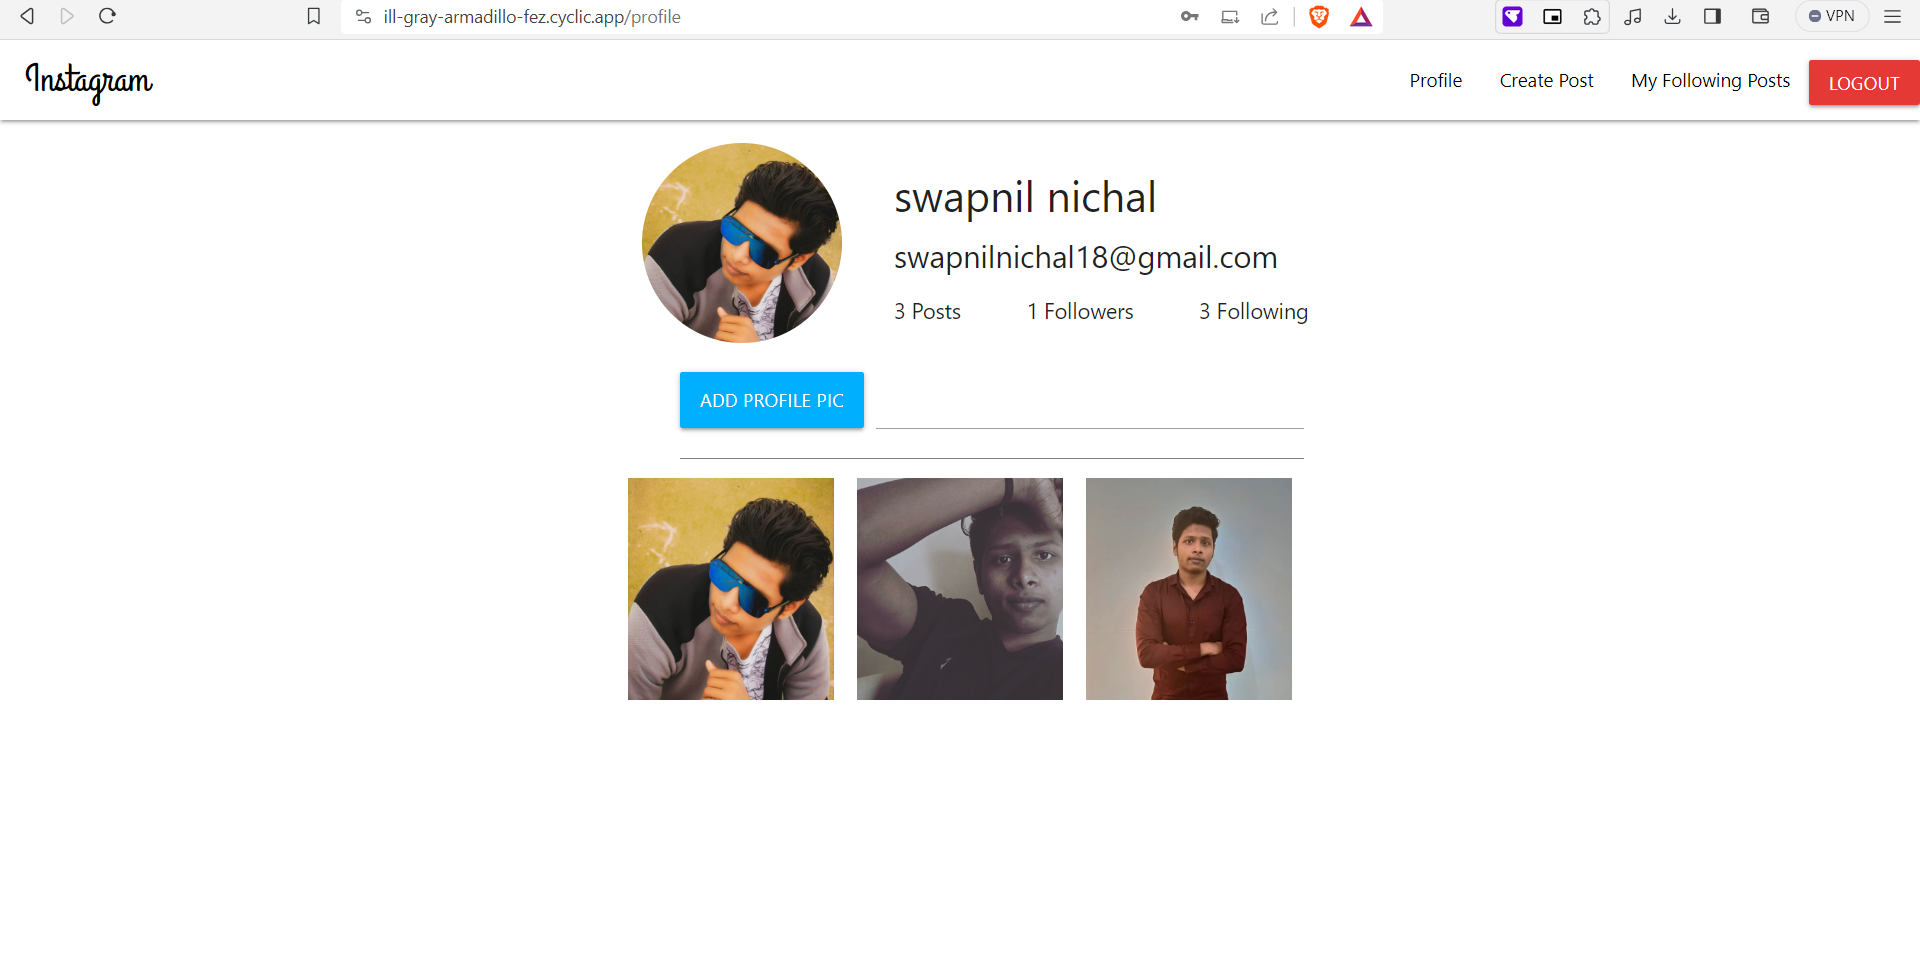 ill-gray-armadillo-fez.cyclic.app/profile
VPN
Instagram
Profile
Create Post
My Following Posts
LOGOUT
swapnil nichal
swapnilnichal18@gmail.com
3 Posts
1 Followers
3 Following
ADD PROFILE PIC